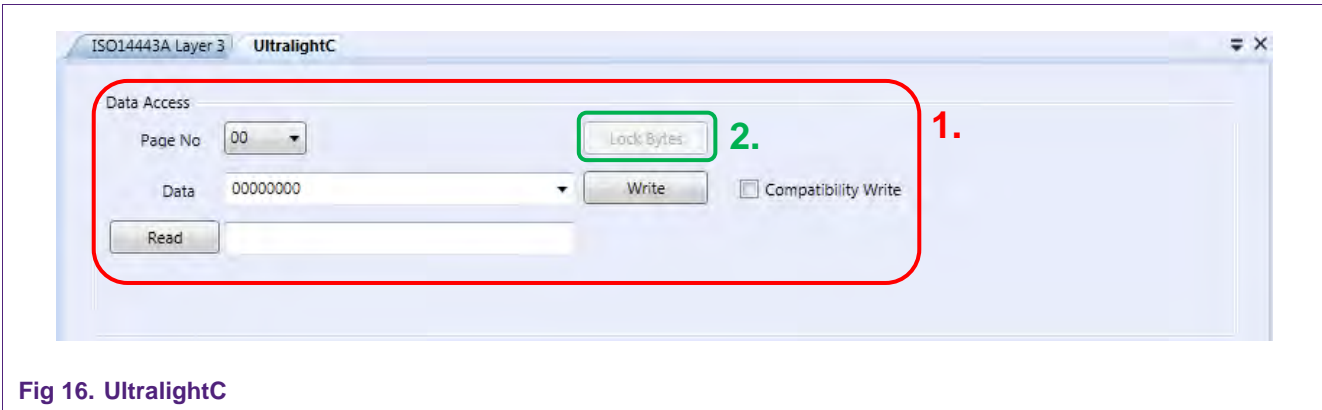 ISO14443A Layer 3 UltralightC
Data Access
Page No 00 Lock Bytes 2. 1.
Data 00000000 Write Compatibility Write
Read
Fig 16. UltralightC